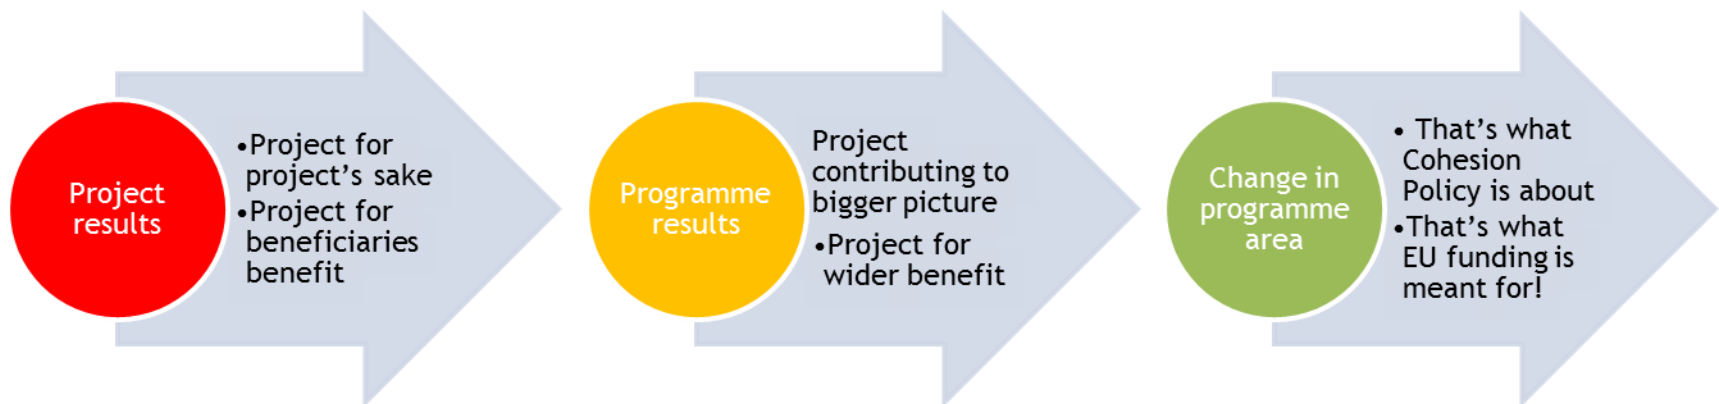 Project
results
•Project for
project's sake
•Project for
beneficiaries
benefit
Programme
results
Project
contributing to
bigger picture
•Project for
wider benefit
Change in
programme
area
• That's what
Cohesion
Policy is about
•That's what
EU funding is
meant for!